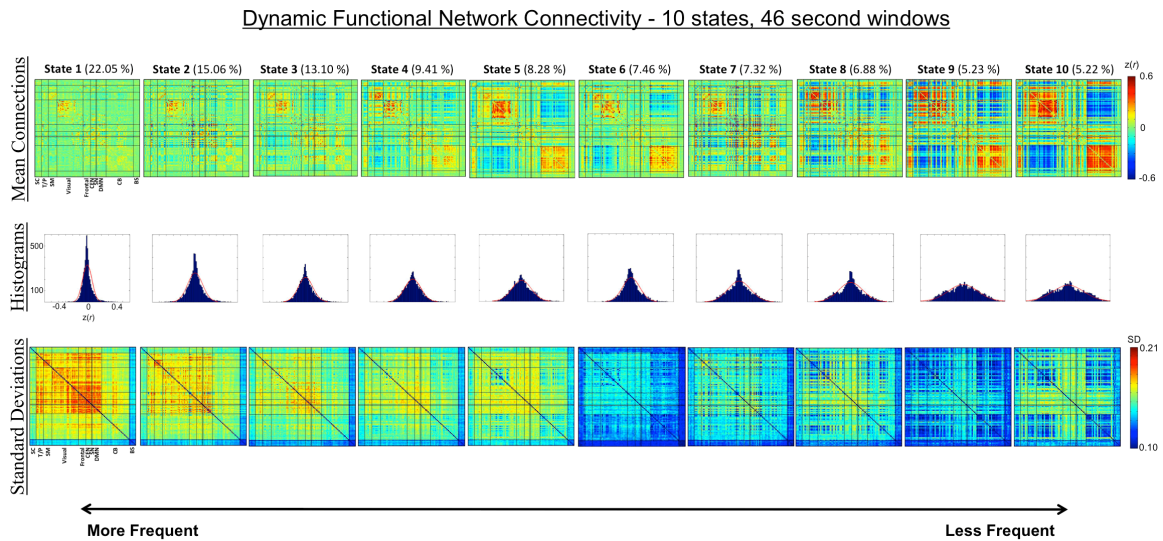 Dynamic Functional Network Connectivity - 10 states, 46 second windows
Mean Connections
State 1 (22.05 %) State 2 (15.06 %) State 3 (13.10 %) State 4 (9.41 %) State 5 (8.28 %) State 6 (7.46 %) State 7 (7.32 %) State 8 (6.88 %) State 9 (5.23 %) State 10 (5.22 %)
z(r)
0.6
-0.6
SC T/P SM Visual Frontal CEN SN DMN CB BS
Histograms
500
100
-0.4 0 0.4
z(r)
Standard Deviations
SD
0.21
0.10
SC T/P SM Visual Frontal CEN SN DMN CB BS
More Frequent Less Frequent